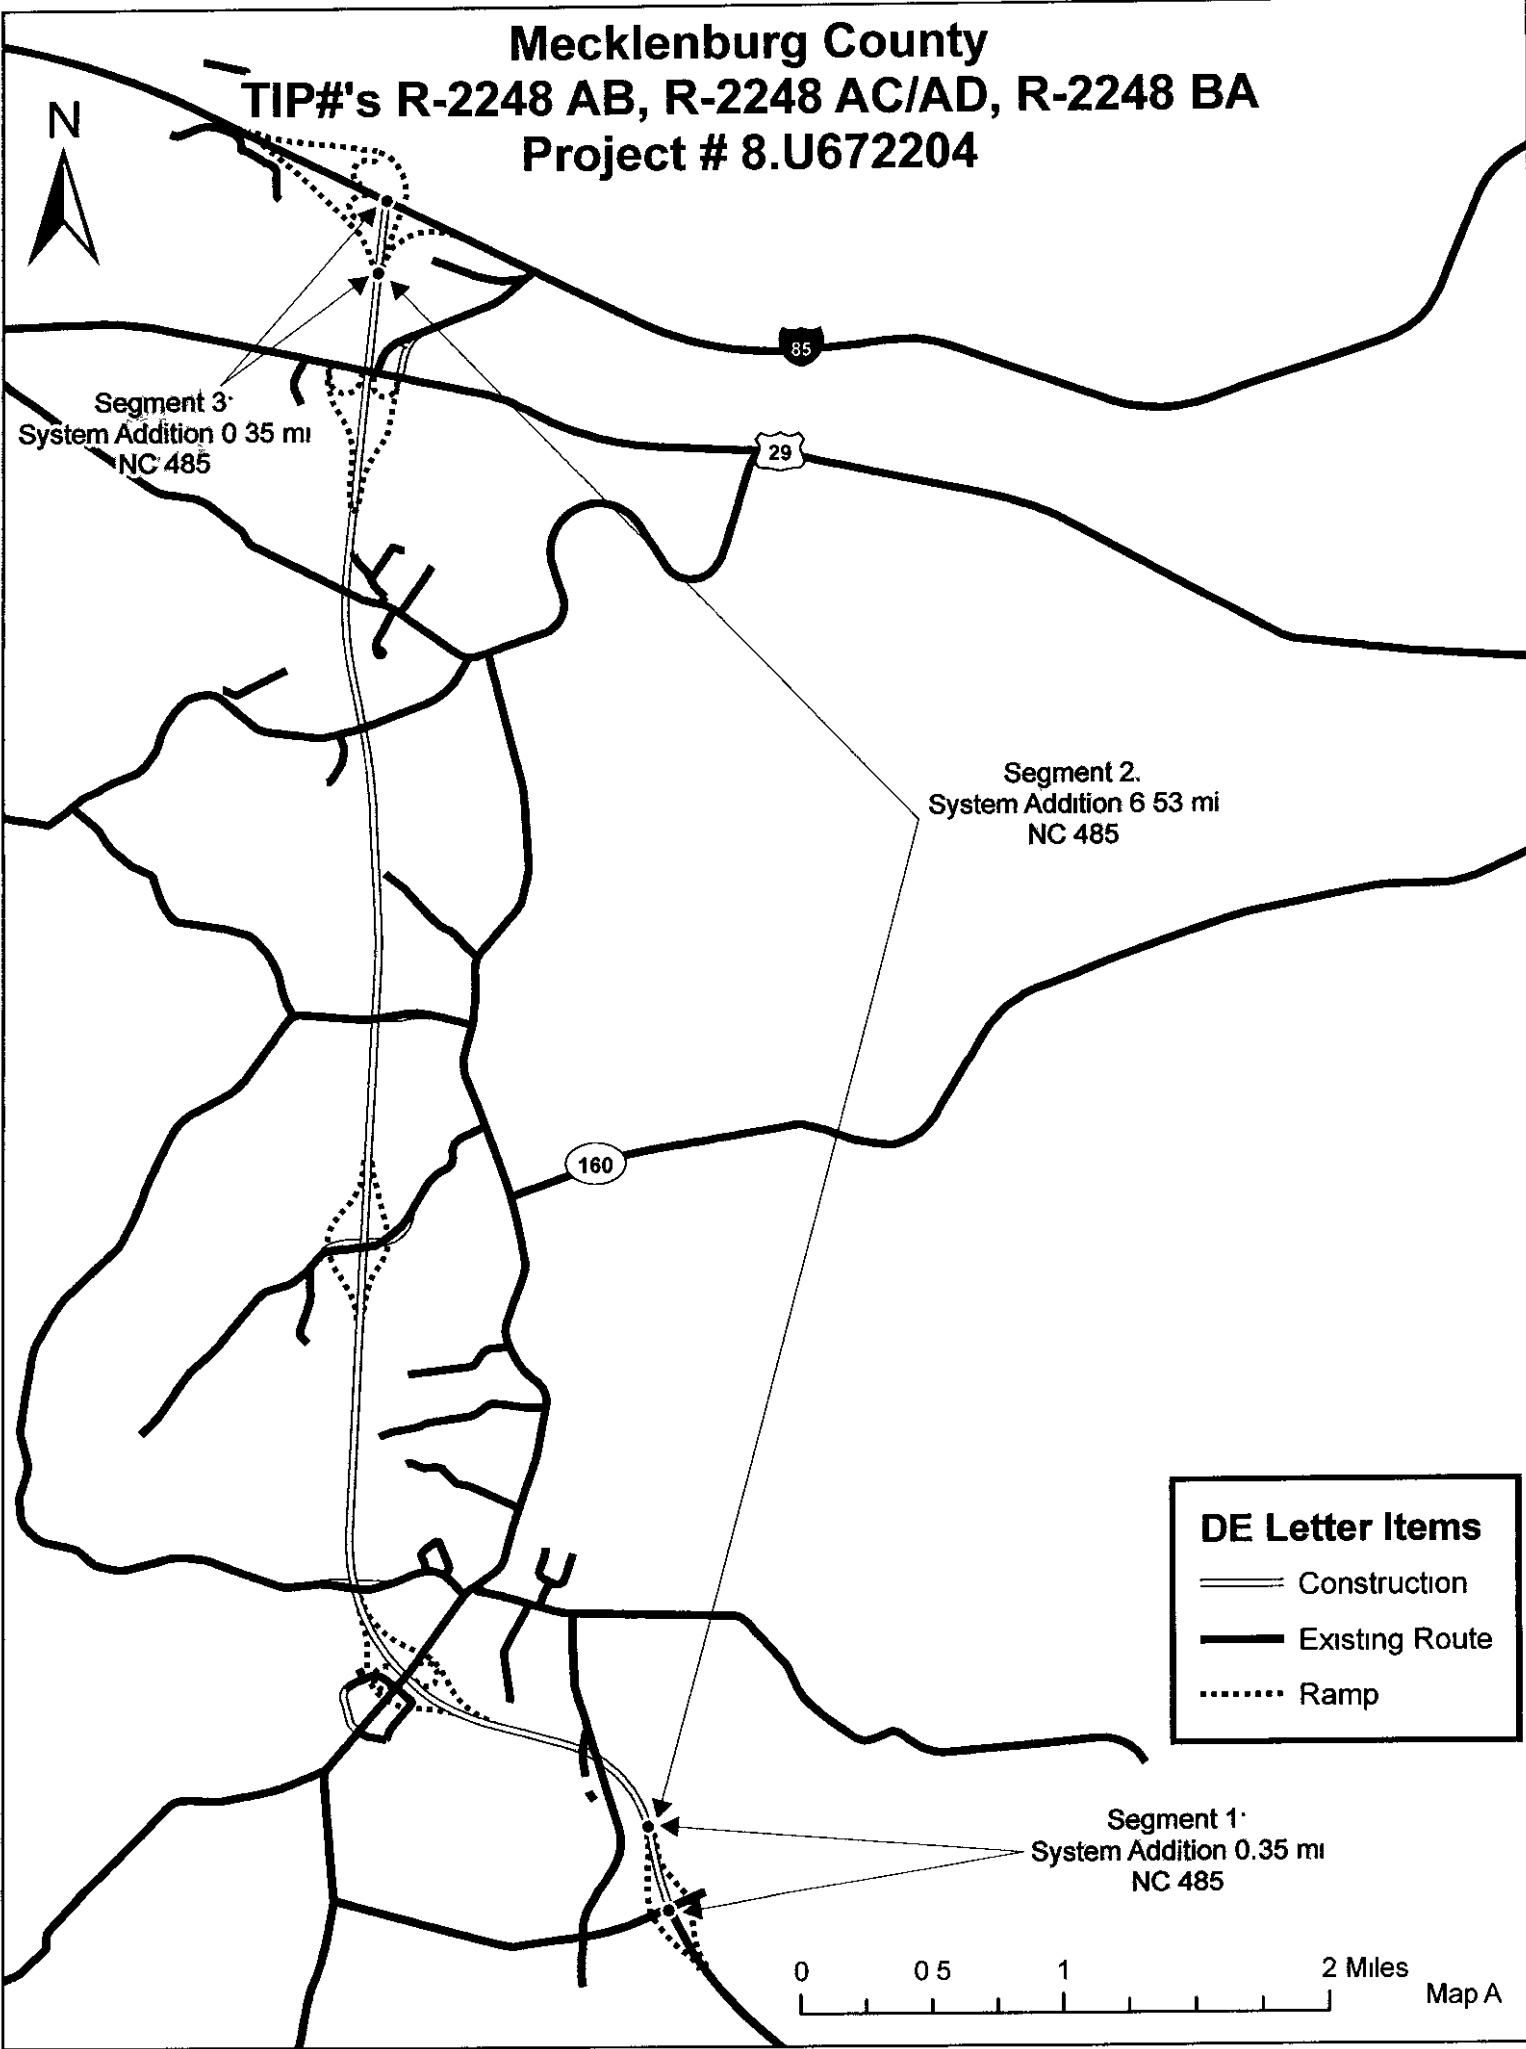 Mecklenburg County
TIP#'s R-2248 AB, R-2248 AC/AD, R-2248 BA
Project # 8.U672204
N
85
29
Segment 3:
System Addition 0 35 mi
NC 485
Segment 2.
System Addition 6 53 mi
NC 485
160
DE Letter Items
Construction
Existing Route
Ramp
Segment 1:
System Addition 0.35 mi
NC 485
0 0 5 1 2 Miles
Map A